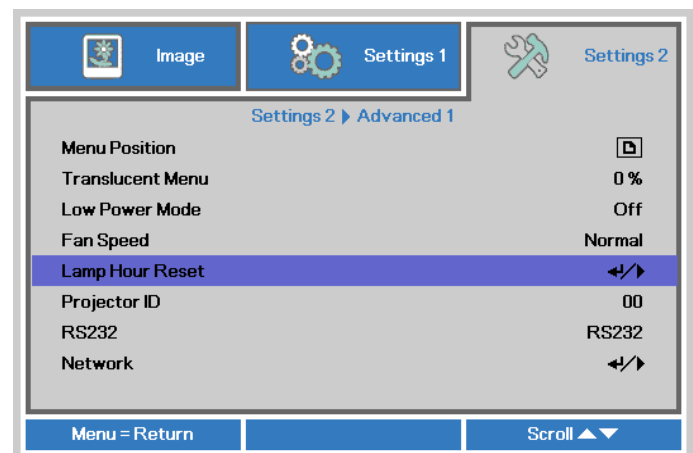 Image Settings 1 Settings 2
Settings 2 Advanced 1
Menu Position
Translucent Menu 0 %
Low Power Mode Off
Fan Speed Normal
Lamp Hour Reset
Projector ID 00
RS232 RS232
Network
Menu = Return Scroll